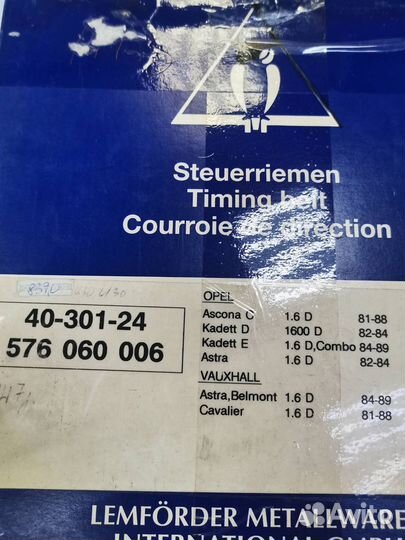 Steuerriemen
Timing belt
Courroie de direction
40-301-24
576 060 006
OPEL
Ascona C 1.6 D 81-88
Kadett D 1600 D 82-84
Kadett E 1.6 D,Combo 84-89
Astra 1.6 D 82-84
VAUXHALL
Astra,Belmont 1.6 D 84-89
Cavalier 1.6 D 81-88
LEMFÖRDER METALLWARE
INTERNATIONAL GMBH
Avito